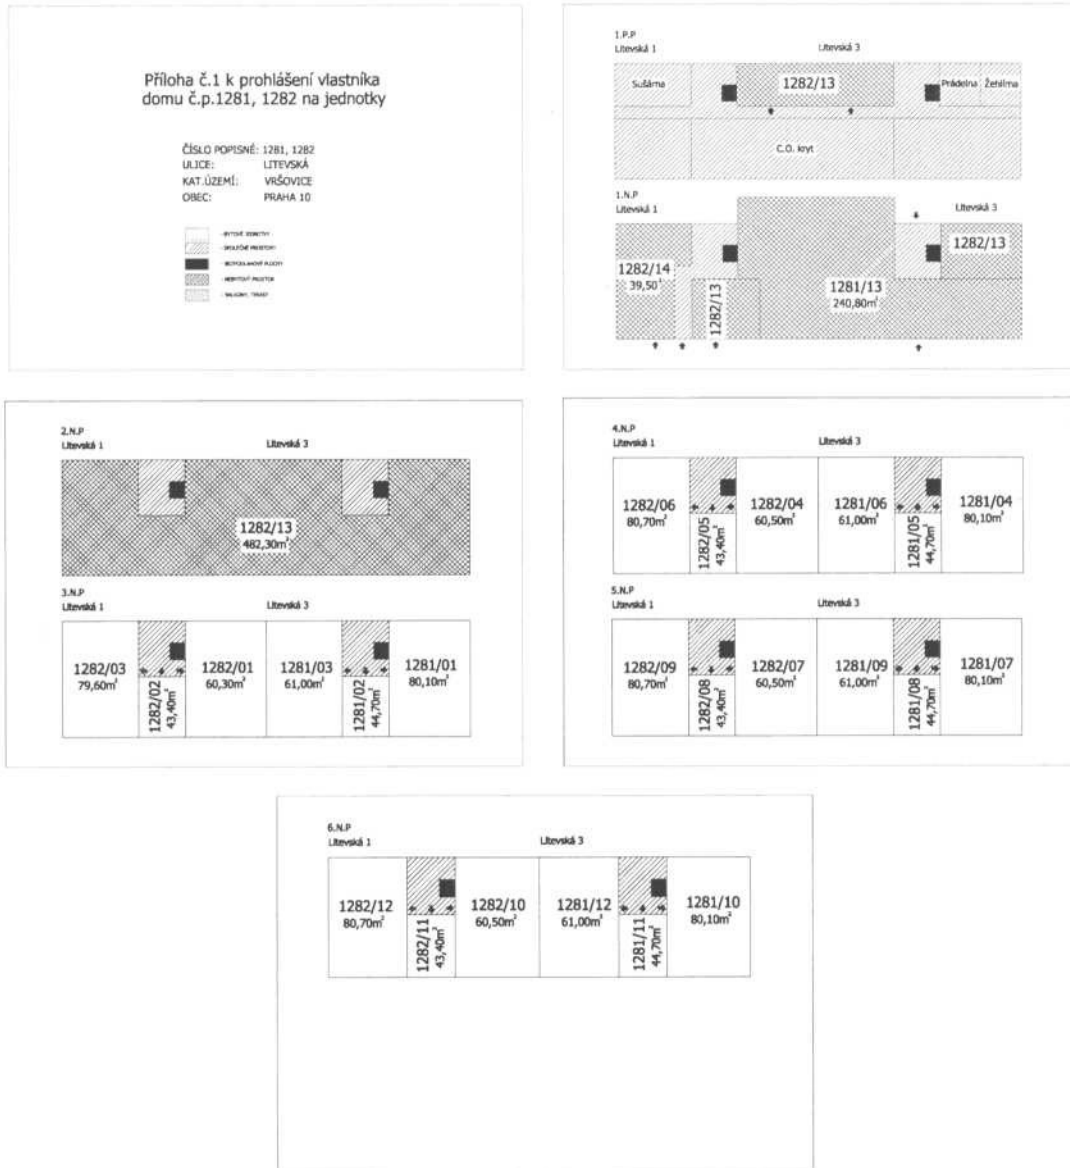 Příloha č.1 k prohlášení vlastníka
domu č.p.1281, 1282 na jednotky
ČÍSLO POPISNÉ: 1281, 1282
ULICE: LITEVSKÁ
KAT.ÚZEMÍ: VRŠOVICE
OBEC: PRAHA 10
- BYTOVÉ JEDNOTKY
- SPOLEČNÉ PROSTORY
- NEBYTOVÝ PROSTOR
- BALKONY, TERASY
1.P.P
Litevská 1 Litevská 3
Sušárna 1282/13 Prádelna Žehlírna
C.O. kryt
1.N.P
Litevská 1 Litevská 3
1282/14
39,50²
1282/13
1281/13
240,80m²
1282/13
2.N.P
Litevská 1 Litevská 3
1282/13
482,30m²
3.N.P
Litevská 1 Litevská 3
1282/03
79,60m²
1282/02
43,40m²
1282/01
60,30m²
1281/03
61,00m²
1281/02
44,70m²
1281/01
80,10m²
4.N.P
Litevská 1 Litevská 3
1282/06
80,70m²
1282/05
43,40m²
1282/04
60,50m²
1281/06
61,00m²
1281/05
44,70m²
1281/04
80,10m²
5.N.P
Litevská 1 Litevská 3
1282/09
80,70m²
1282/08
43,40m²
1282/07
60,50m²
1281/09
61,00m²
1281/08
44,70m²
1281/07
80,10m²
6.N.P
Litevská 1 Litevská 3
1282/12
80,70m²
1282/11
43,40m²
1282/10
60,50m²
1281/12
61,00m²
1281/11
44,70m²
1281/10
80,10m²